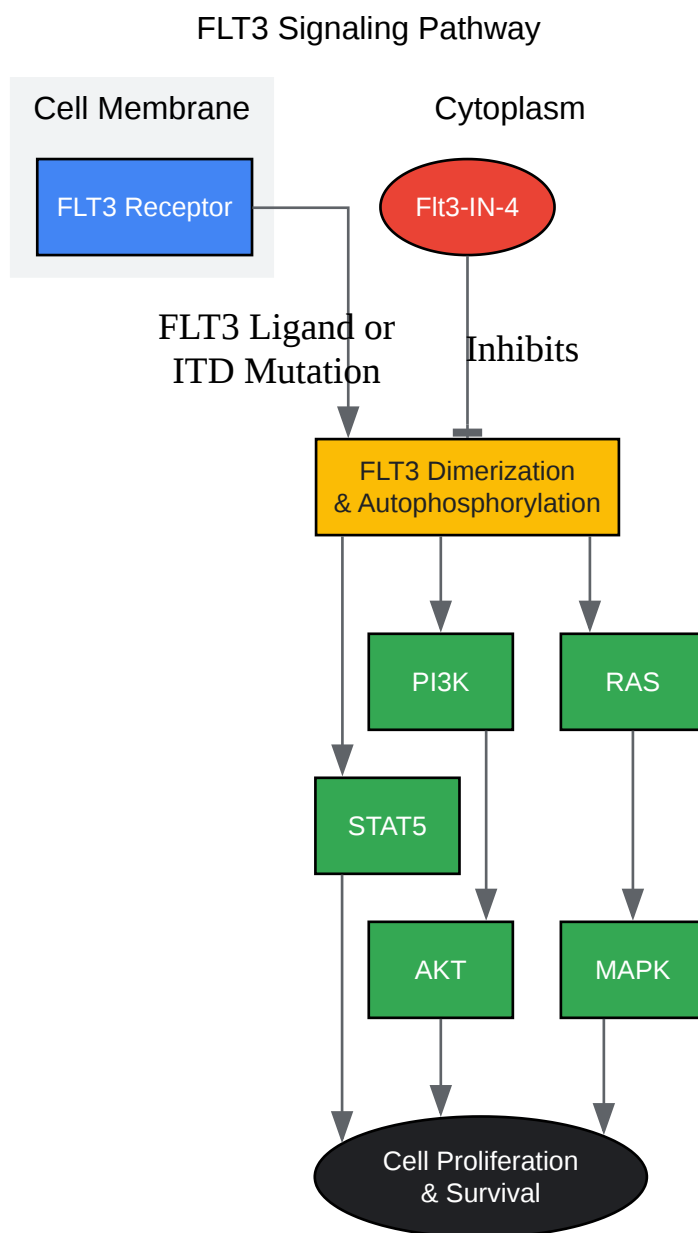 FLT3 Signaling Pathway
Cell Membrane
Cytoplasm
FLT3 Receptor
Flt3-IN-4
FLT3 Ligand or
ITD Mutation
Inhibits
FLT3 Dimerization
& Autophosphorylation
PI3K
RAS
STAT5
AKT
MAPK
Cell Proliferation
& Survival